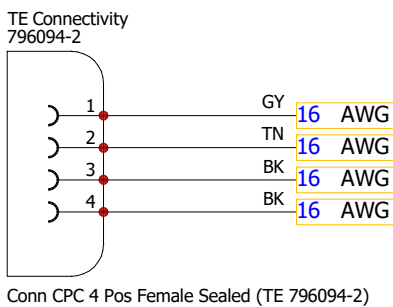 TE Connectivity
796094-2
1 GY 16 AWG
2 TN 16 AWG
3 BK 16 AWG
4 BK 16 AWG
Conn CPC 4 Pos Female Sealed (TE 796094-2)